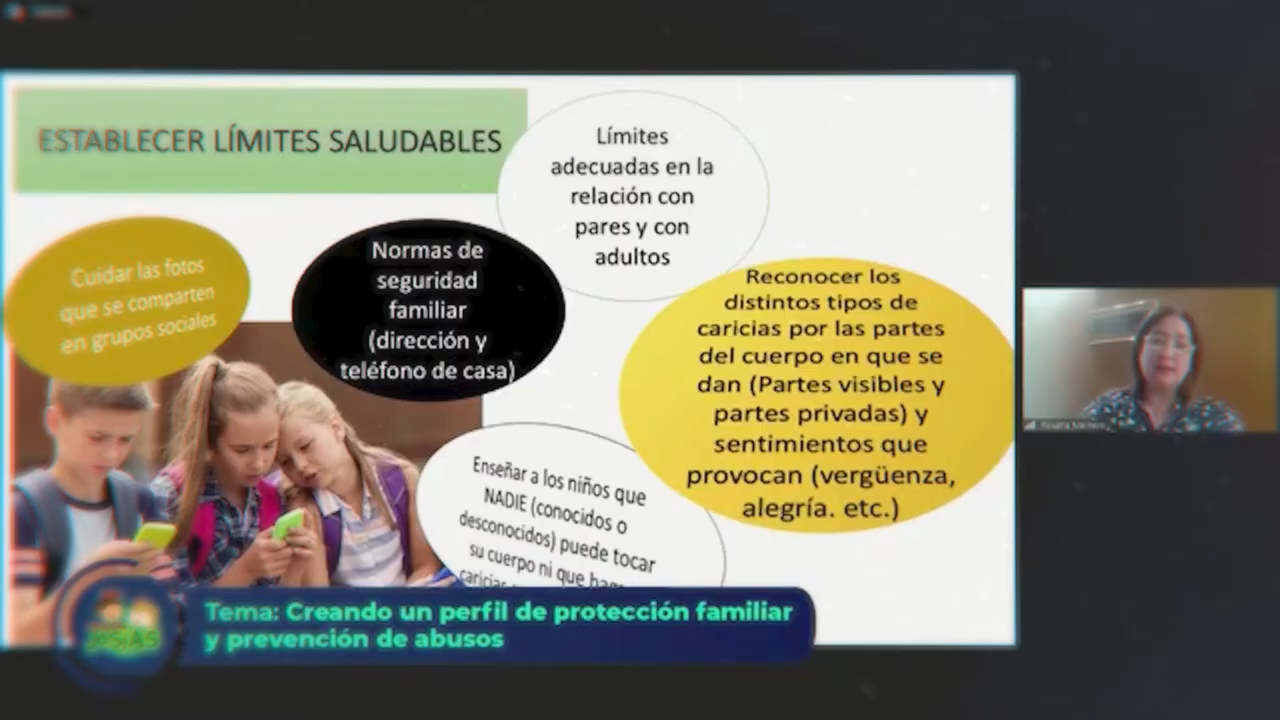 ESTABLECER LÍMITES SALUDABLES
Límites
adecuadas en la
relación con
pares y con
adultos
Cuidar las fotos
que se comparten
en grupos sociales
Normas de
seguridad
familiar
(dirección y
teléfono de casa)
Reconocer los
distintos tipos de
caricias por las partes
del cuerpo en que se
dan (Partes visibles y
partes privadas) y
sentimientos que
provocan (vergüenza,
alegría. etc.)
Enseñar a los niños que
NADIE (conocidos o
desconocidos) puede tocar
su cuerpo ni que
JOSÍAS
Tema: Creando un perfil de protección familiar
y prevención de abusos